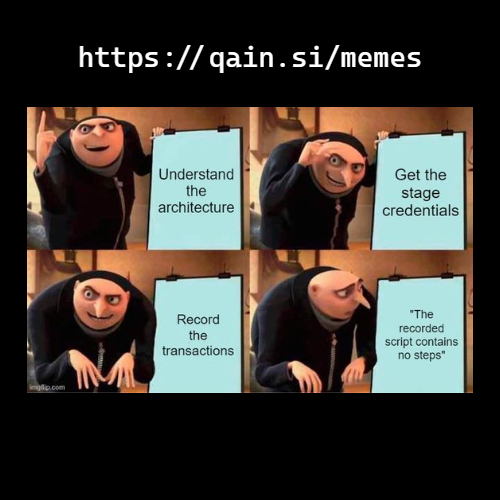 https://qain.si/memes
Understand
the
architecture
Get the
stage
credentials
Record
the
transactions
"The
recorded
script contains
no steps"
imgflip.com